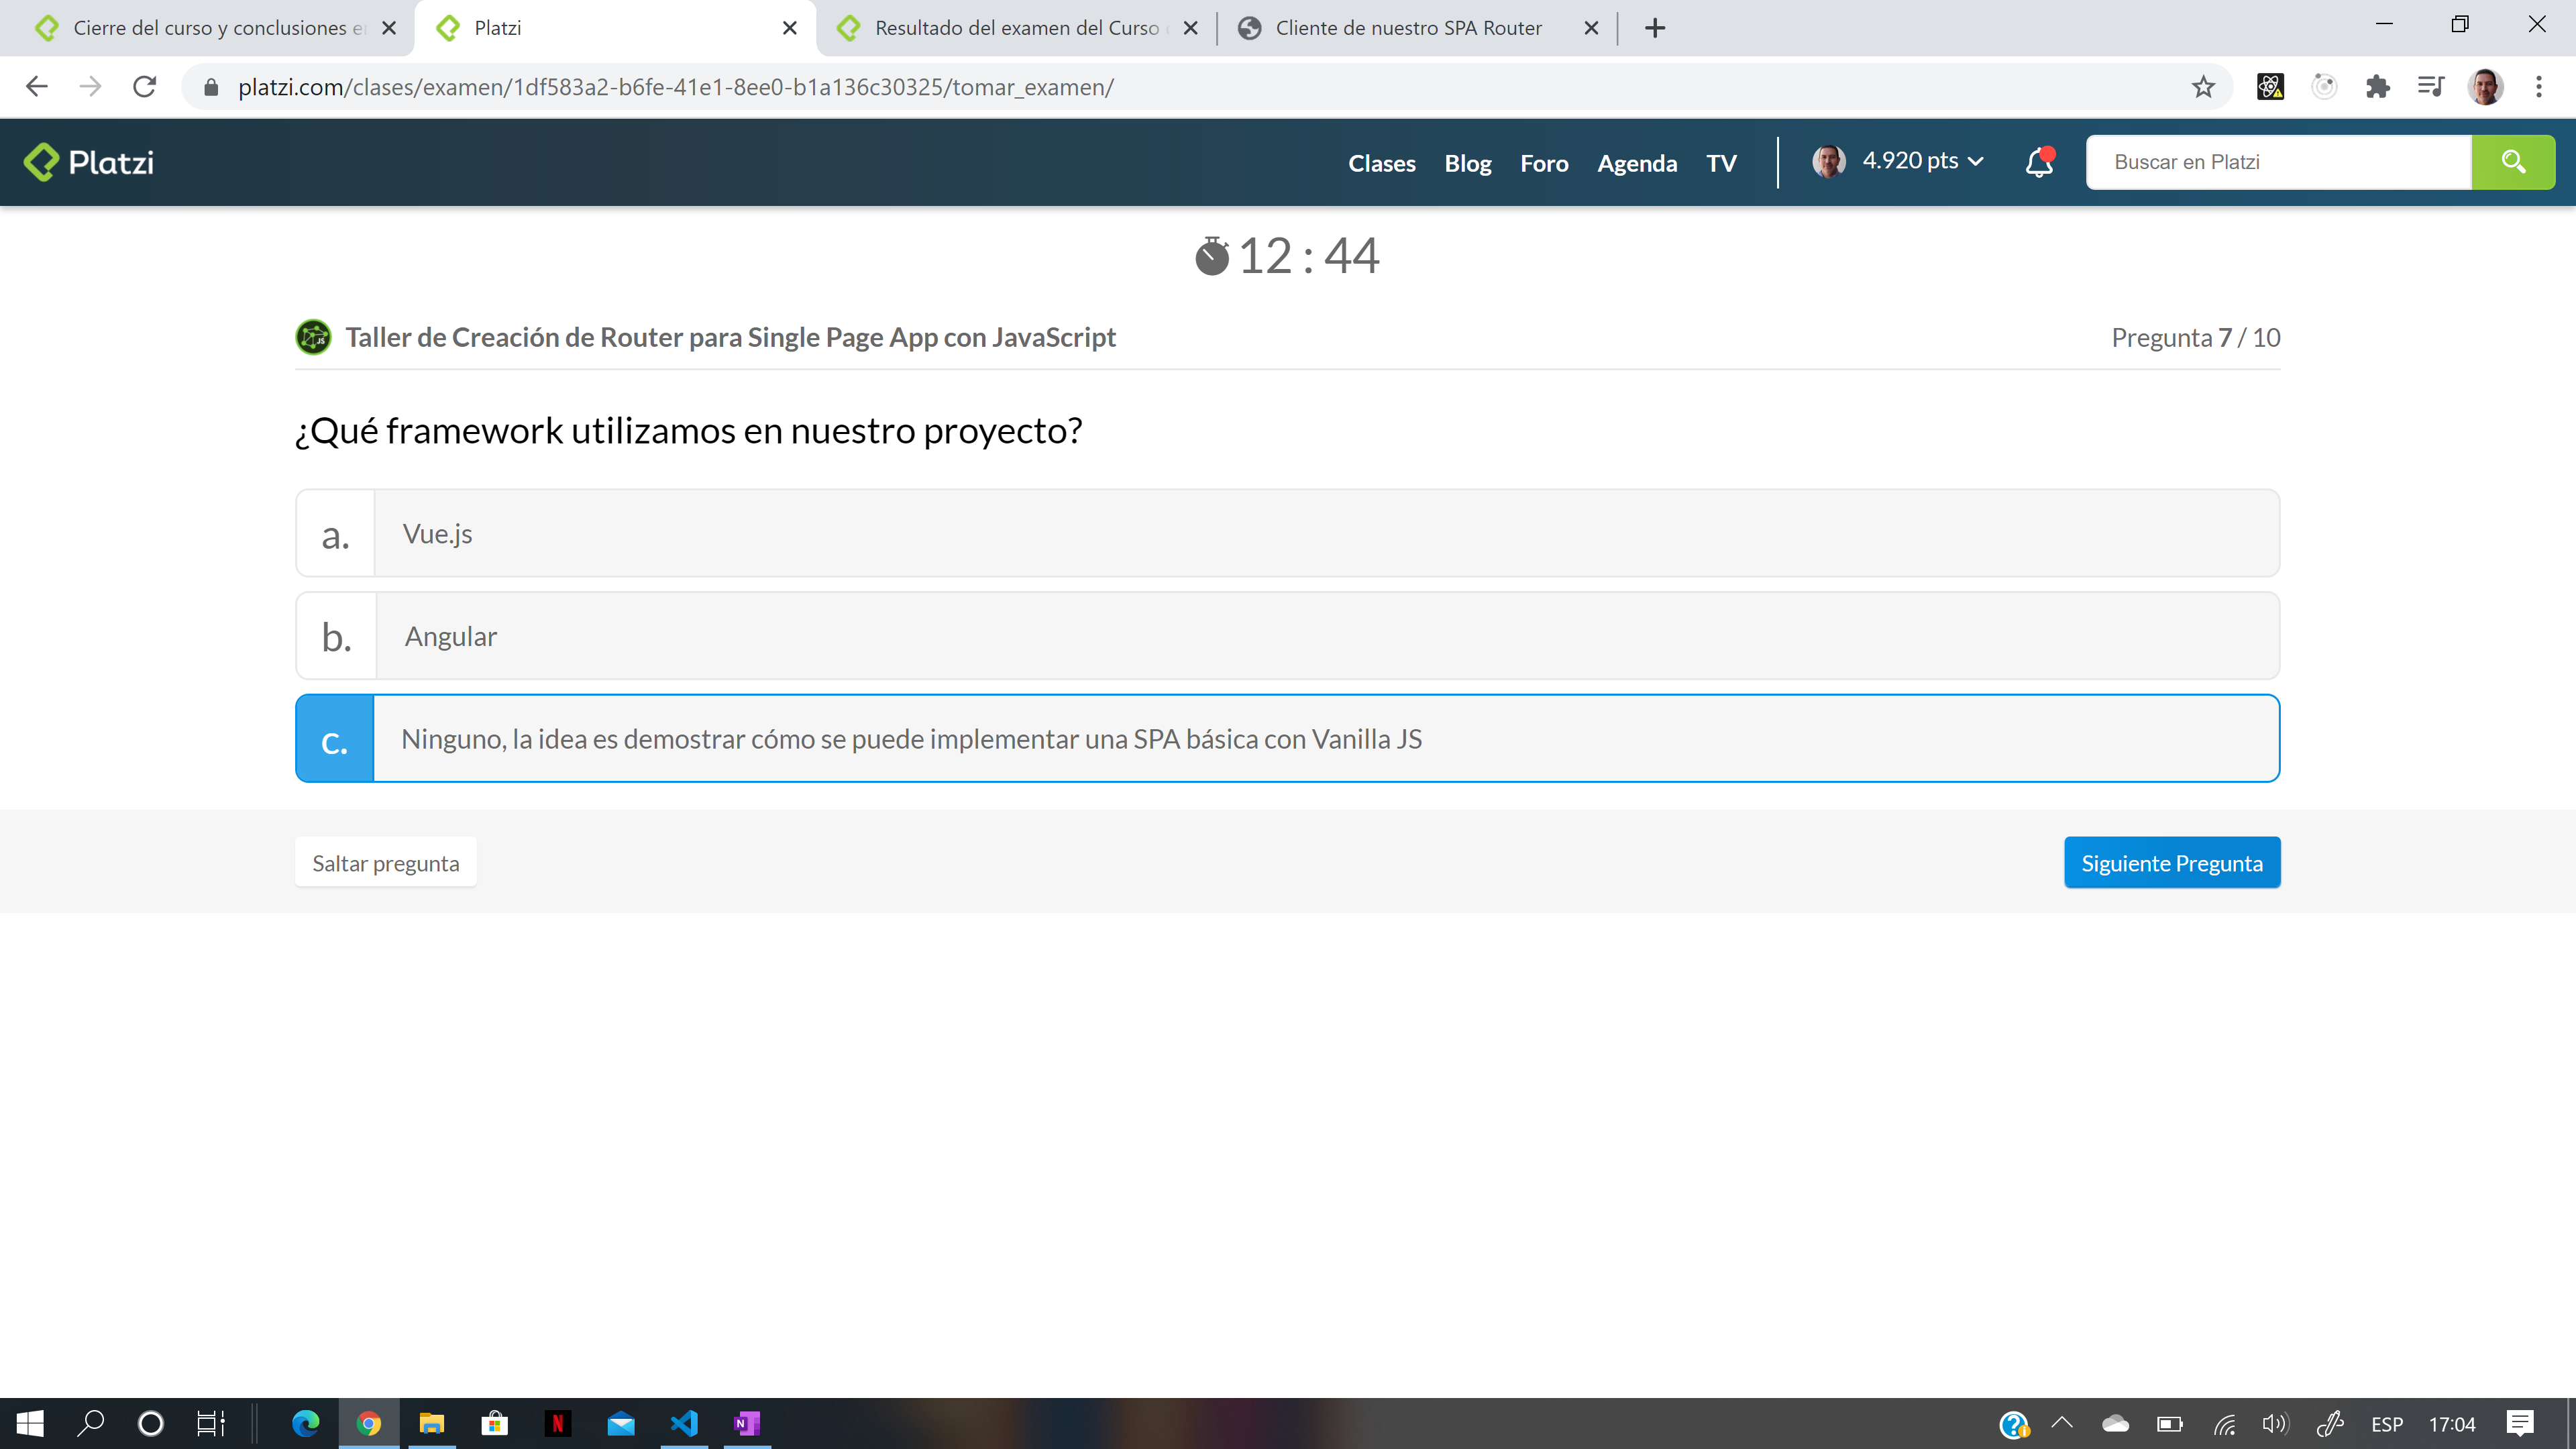 Cierre del curso y conclusiones
Platzi
Resultado del examen del Curso
Cliente de nuestro SPA Router
platzi.com/clases/examen/1df583a2-b6fe-41e1-8ee0-b1a136c30325/tomar_examen/
Platzi
Clases
Blog
Foro
Agenda
TV
4.920 pts
Buscar en Platzi
12 : 44
JS
Taller de Creación de Router para Single Page App con JavaScript
Pregunta 7 / 10
¿Qué framework utilizamos en nuestro proyecto?
a. Vue.js
b. Angular
c. Ninguno, la idea es demostrar cómo se puede implementar una SPA básica con Vanilla JS
Saltar pregunta
Siguiente Pregunta
N
N
ESP
17:04